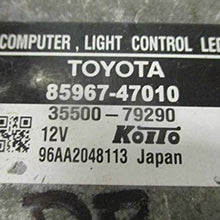 COMPUTER, LIGHT CONTROL LED
TOYOTA
85967-47010
35500-79290
12V KOITO
96AA2048113 Japan